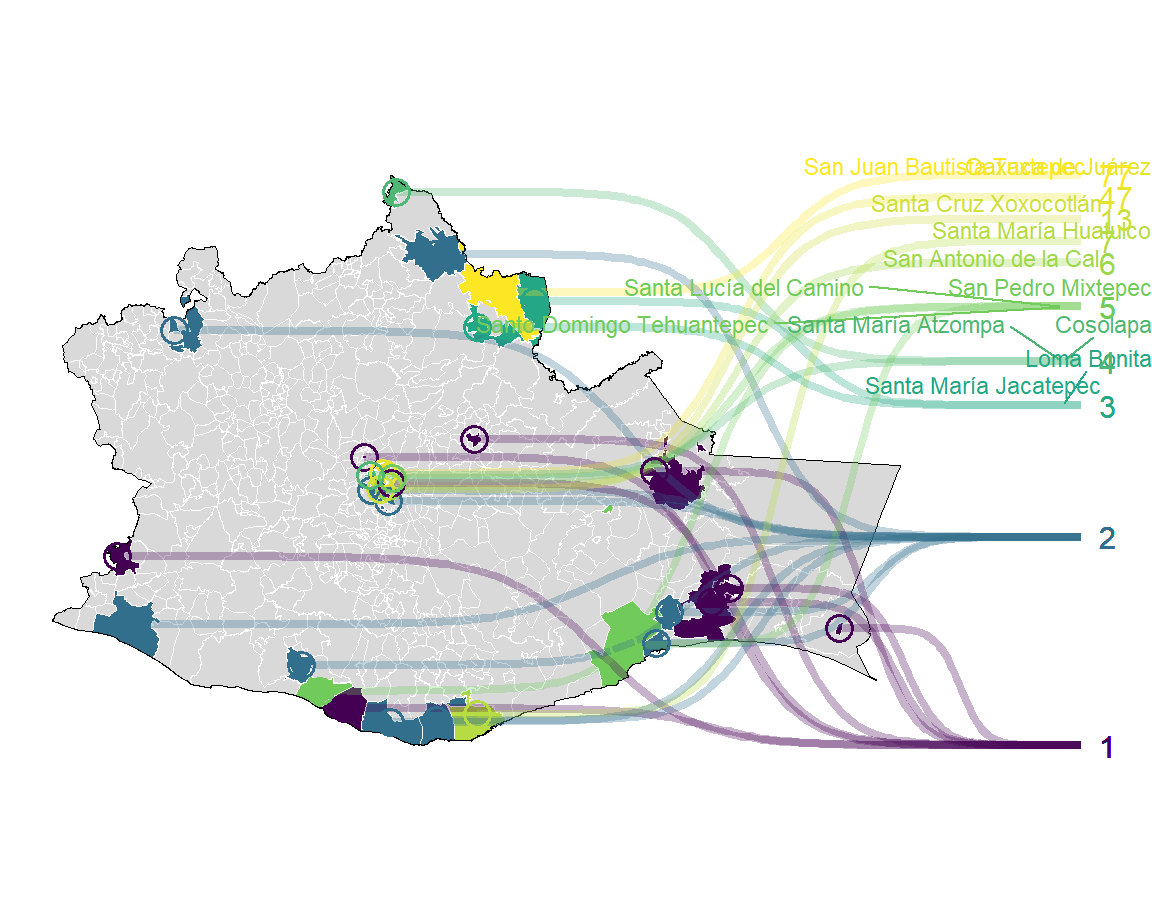 San Juan Bautista Tuxtepec
Oaxaca de Juárez
77
47
Santa Cruz Xoxocotlán
13
Santa María Huatulco
7
San Antonio de la Cal
6
Santa Lucía del Camino
San Pedro Mixtepec
5
Santo Domingo Tehuantepec
Santa María Atzompa
Cosolapa
Loma Bonita
4
Santa María Jacatepec
3
2
1